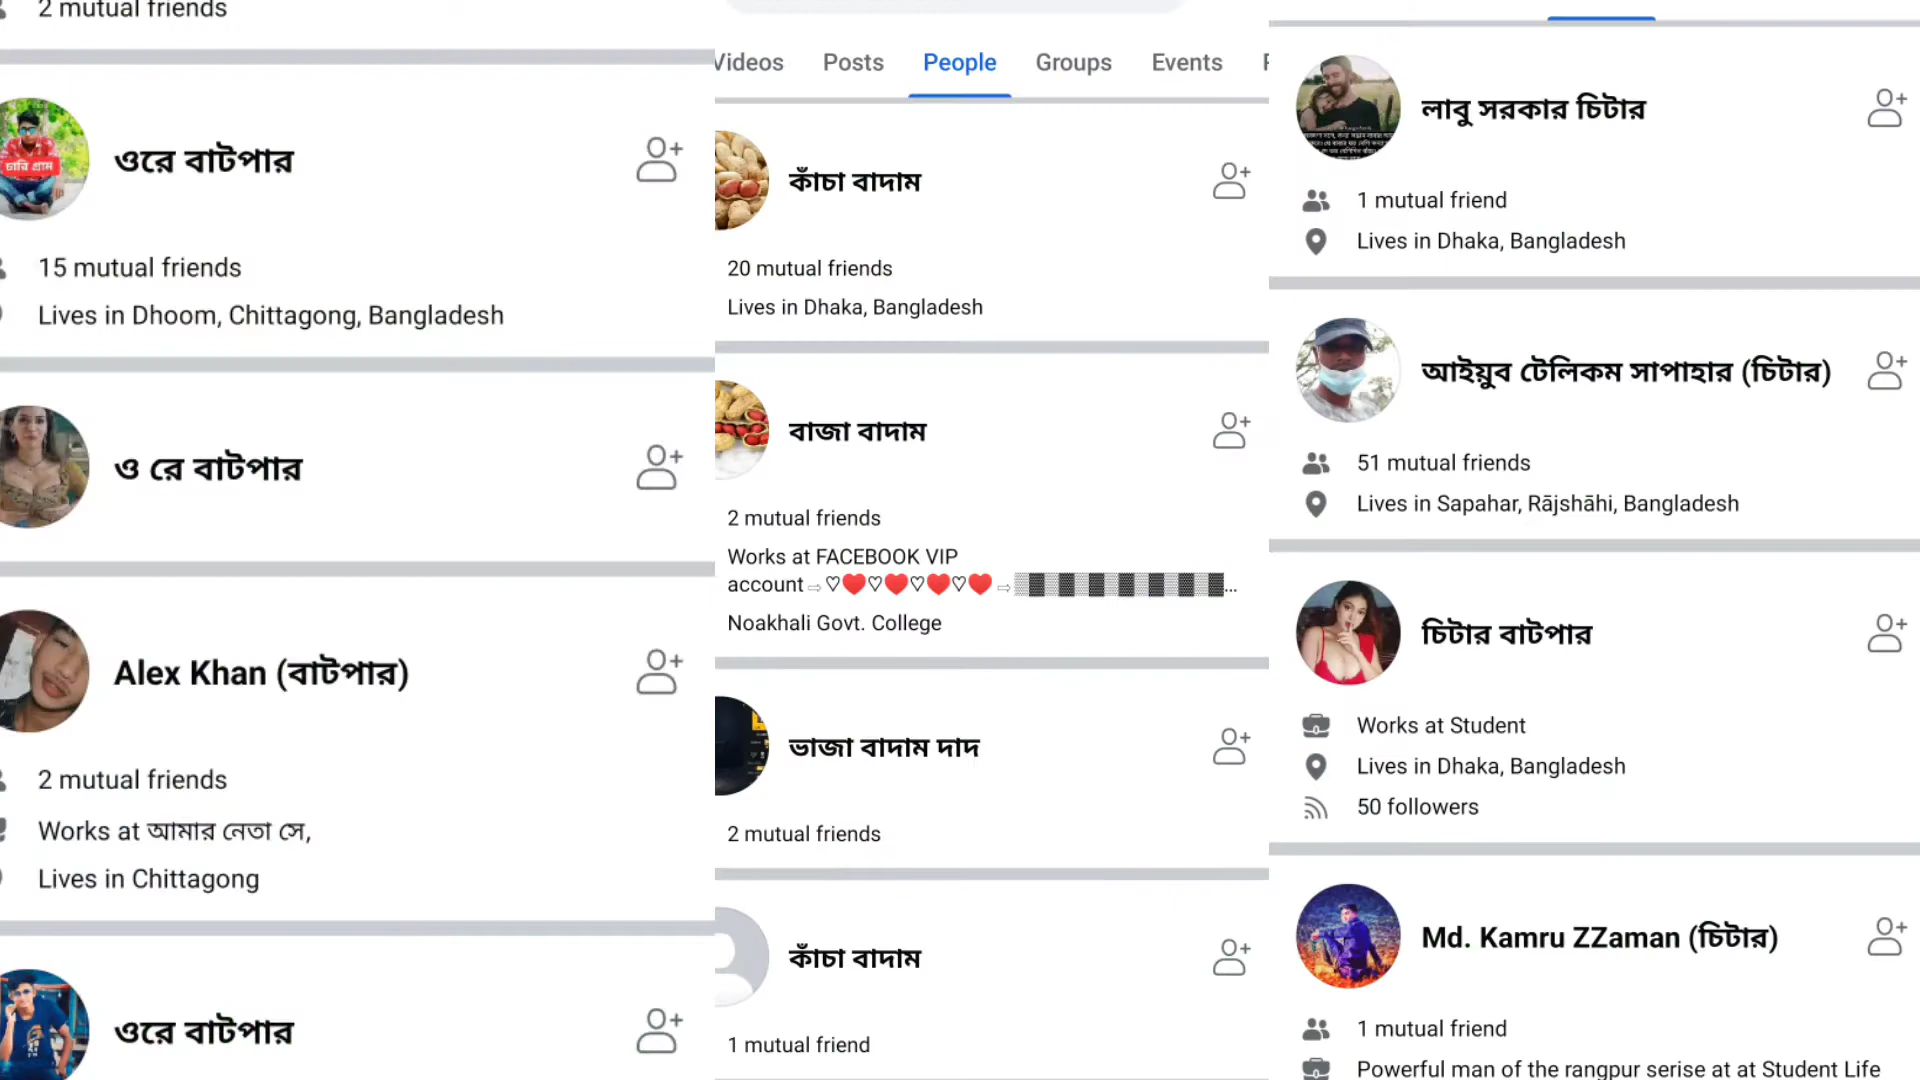 2 mutual friends
চারি গ্রাম
ওরে বাটপার
15 mutual friends
Lives in Dhoom, Chittagong, Bangladesh
ও রে বাটপার
Alex Khan (বাটপার)
2 mutual friends
Works at আমার নেতা সে,
Lives in Chittagong
ওরে বাটপার
Videos Posts People Groups Events
কাঁচা বাদাম
20 mutual friends
Lives in Dhaka, Bangladesh
বাজা বাদাম
2 mutual friends
Works at FACEBOOK VIP
account⇨♡♥♡♥♡♥♡♥⇨▒▓▒▓▒▓▒▓▒▓▒▓▒▓...
Noakhali Govt. College
ভাজা বাদাম দাদ
2 mutual friends
কাঁচা বাদাম
1 mutual friend
লাবু সরকার চিটার
1 mutual friend
Lives in Dhaka, Bangladesh
আইয়ুব টেলিকম সাপাহার (চিটার)
51 mutual friends
Lives in Sapahar, Rājshāhi, Bangladesh
চিটার বাটপার
Works at Student
Lives in Dhaka, Bangladesh
50 followers
Md. Kamru ZZaman (চিটার)
1 mutual friend
Powerful man of the rangpur serise at at Student Life